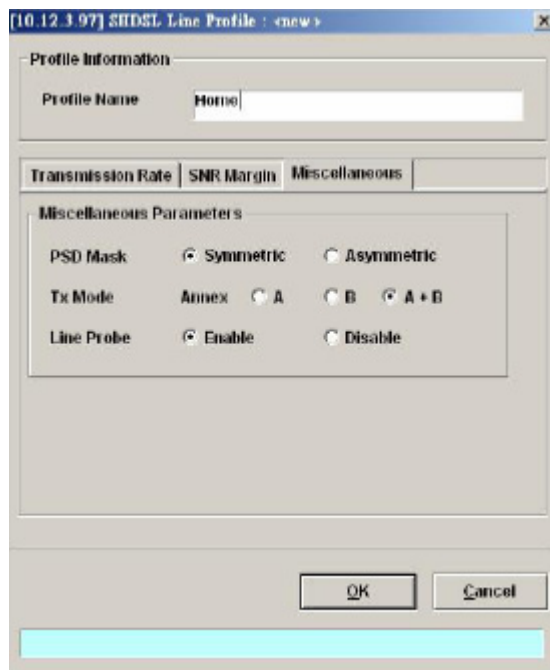 [10.12.3.97] SHDSL Line Profile : <new>
Profile Information
Profile Name Home
Transmission Rate SNR Margin Miscellaneous
Miscellaneous Parameters
PSD Mask Symmetric Asymmetric
Tx Mode Annex A B A + B
Line Probe Enable Disable
OK Cancel